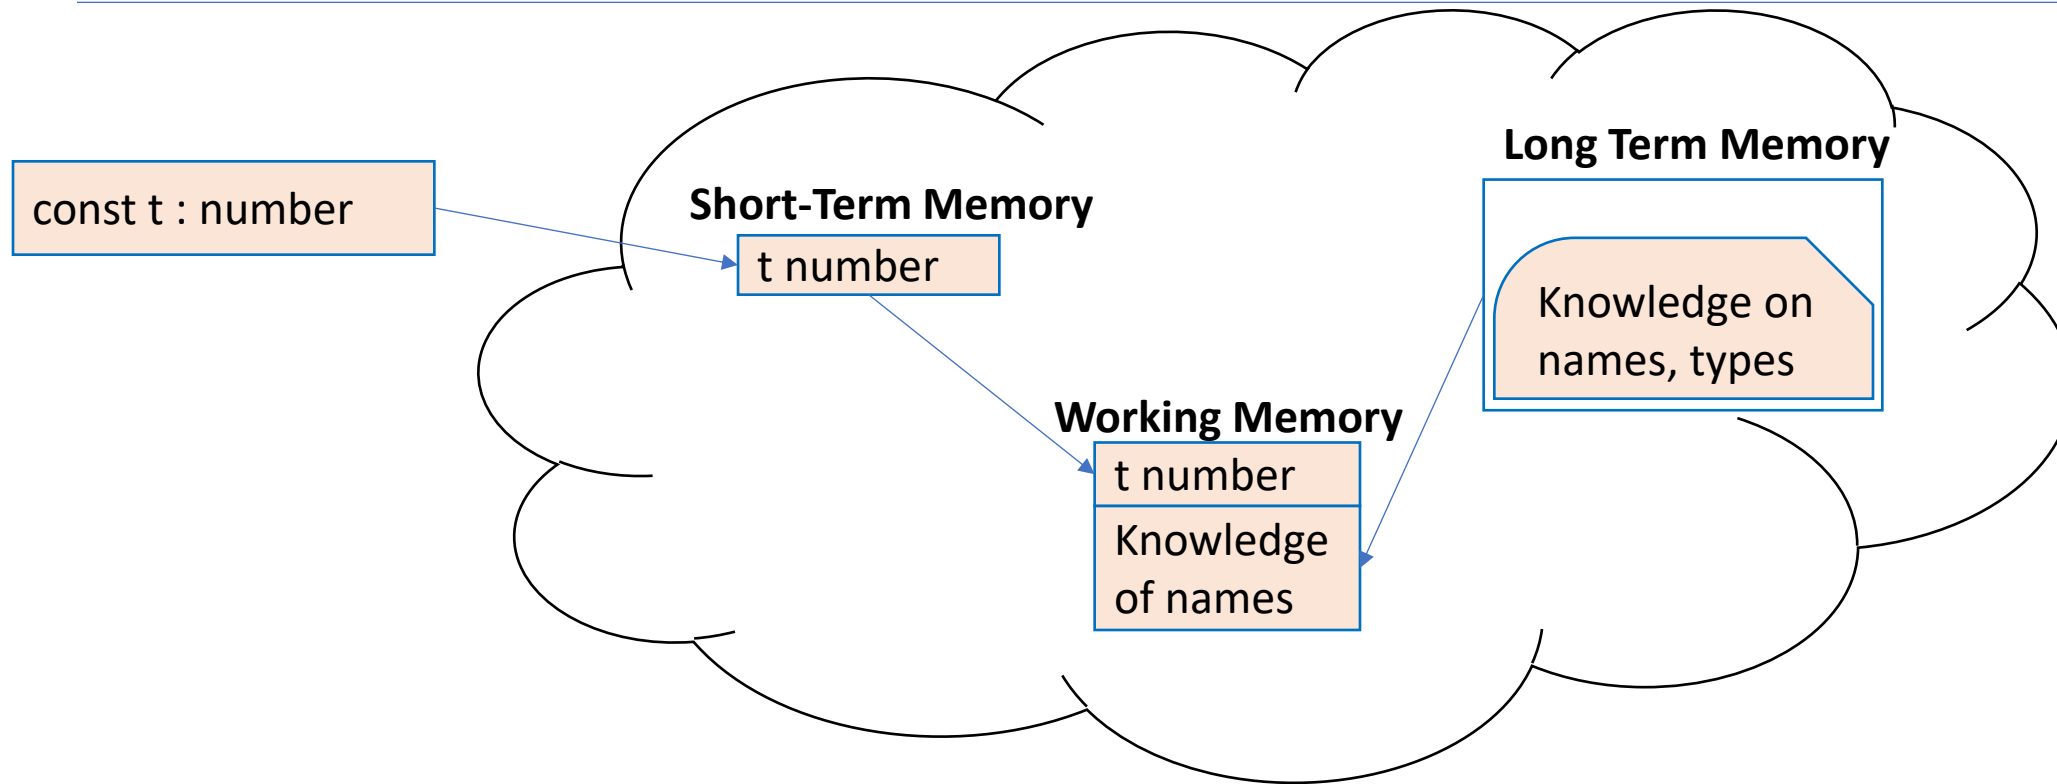 const t : number
Short-Term Memory
t number
Long Term Memory
Knowledge on
names, types
Working Memory
t number
Knowledge
of names